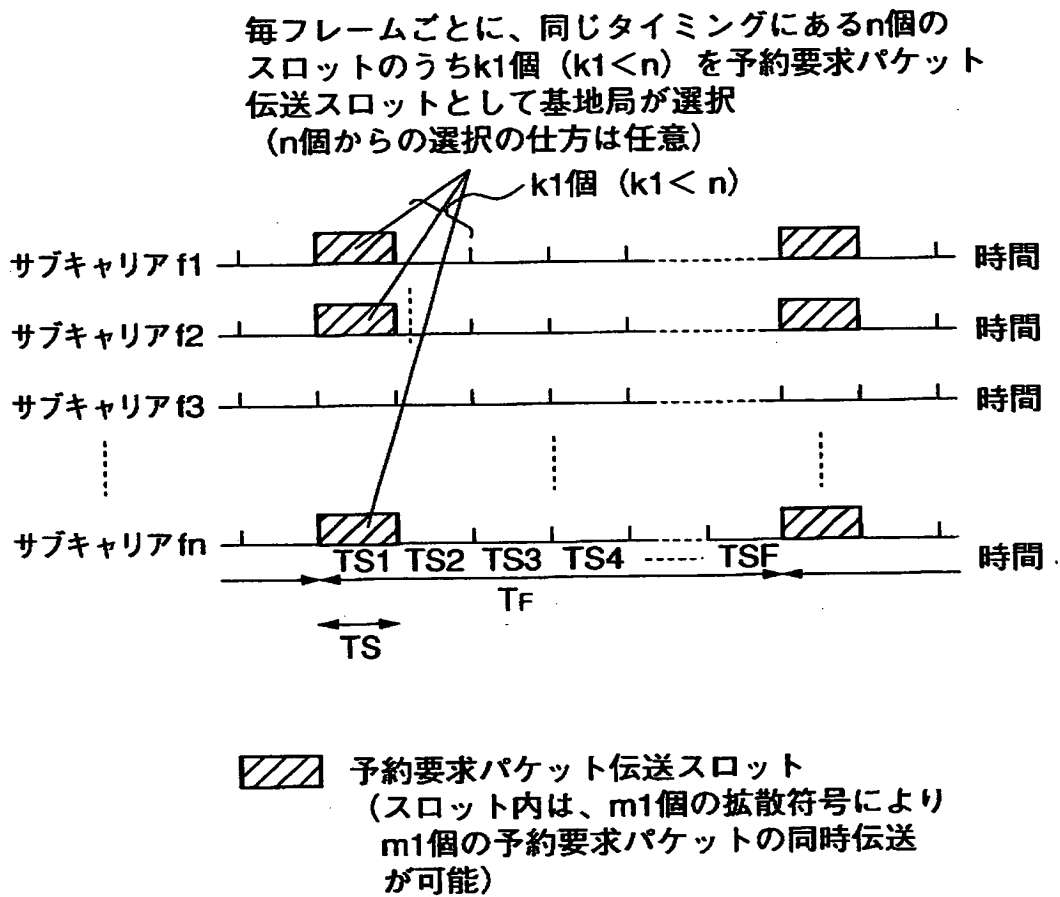 毎フレームごとに、同じタイミングにあるn個の
スロットのうちk1個（k1<n）を予約要求パケット
伝送スロットとして基地局が選択
（n個からの選択の仕方は任意）
k1個（k1< n）
サブキャリア f1
時間
サブキャリア f2
時間
サブキャリア f3
時間
サブキャリア fn
TS1 TS2 TS3 TS4 TSF
時間
TF
TS
予約要求パケット伝送スロット
（スロット内は、m1個の拡散符号により
m1個の予約要求パケットの同時伝送
が可能）